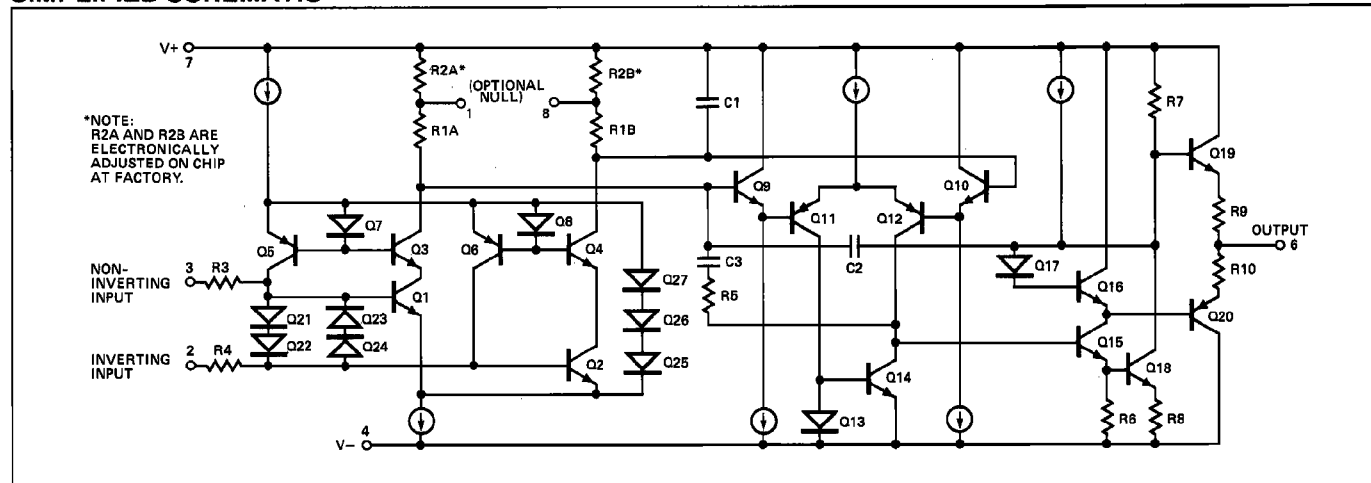 V+
7
R2A*
(OPTIONAL
NULL)
1
8
R2B*
R1A
R1B
C1
*NOTE:
R2A AND R2B ARE
ELECTRONICALLY
ADJUSTED ON CHIP
AT FACTORY.
R7
Q19
Q9
Q10
Q11
Q12
R9
OUTPUT
6
R10
Q7
Q8
Q5
Q3
Q6
Q4
C3
C2
Q17
Q16
Q20
NON-
INVERTING
INPUT
3
R3
Q1
Q27
R5
Q21
Q23
Q26
Q15
Q22
Q24
Q18
INVERTING
INPUT
2
R4
Q2
Q25
Q14
Q13
R6
R8
V−
4